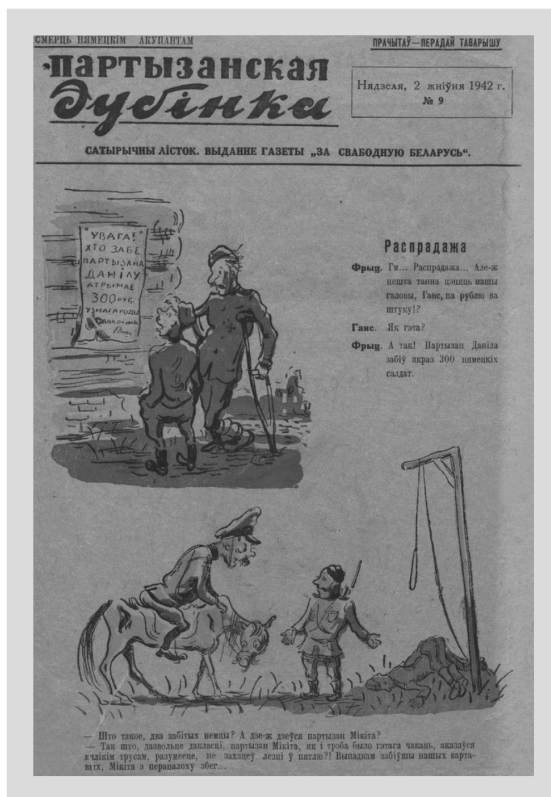 СМЕРЦЬ НЯМЕЦКІМ АКУПАНТАМ
ПРАЧЫТАЎ—ПЕРАДАЙ ТАВАРЫШУ
партызанская
дубінка
Нядзеля, 2 жніўня 1942 г.
№ 9
САТЫРЫЧНЫ ЛІСТОК. ВЫДАННЕ ГАЗЕТЫ „ЗА СВАБОДНУЮ БЕЛАРУСЬ“.
"УВАГА!"
ХТО ЗАБЕ
ПАРТЫЗАНА
ДАНІЛУ
АТРЫМАЕ
300 РУБ.
УЗНАГАРОДЫ
Распрадажа
Фрыц. Гм... Распрадажа... Але-ж
нешта танна цэняць нашы
галовы, Ганс, па рублю за
штуку!?
Ганс. Як гэта?
Фрыц. А так! Партызан Даніла
забіў якраз 300 нямецкіх
салдат.
— Што такое, два забітых немцы? А дзе-ж дзеўся партызан Мікіта?
— Так што, дазвольце далажыць, партызан Мікіта, як і трэба было гэтага чакаць, аказаўся
вялікім трусам, разумееце, не захацеў лезці ў пятлю?! Выпадкам забіўшы нашых варта-
вых, Мікіта з перапалоху збег...